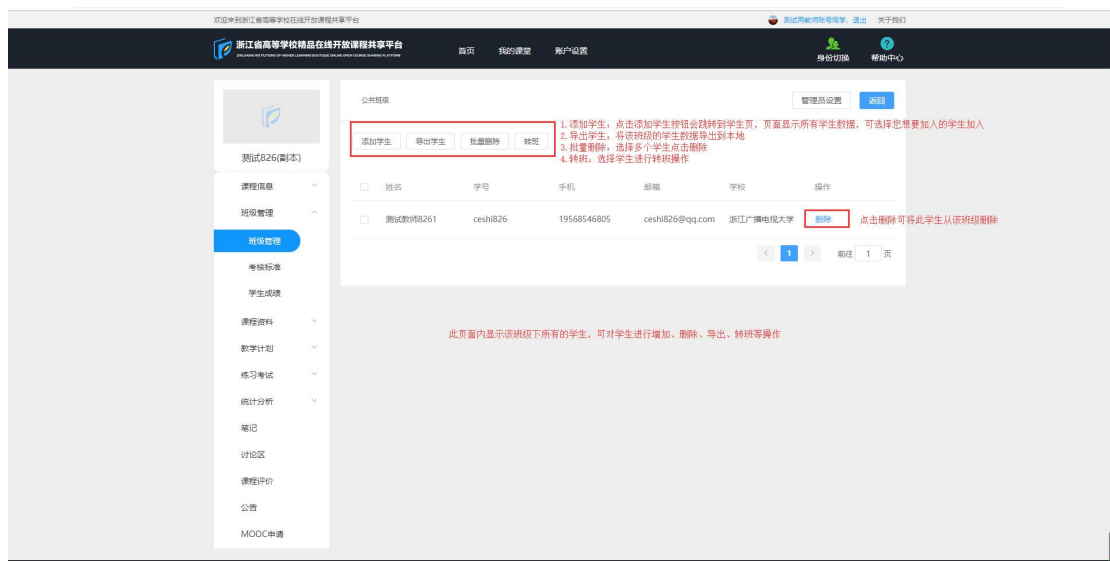 欢迎来到浙江省高等学校在线开放课程共享平台
测试用教师账号同学，退出 关于我们
浙江省高等学校精品在线开放课程共享平台
首页 我的课堂 账户设置
身份切换 帮助中心
测试826(副本)
课程信息
班级管理
班级管理
考核标准
学生成绩
课程资料
教学计划
练习考试
统计分析
笔记
讨论区
课程评价
公告
MOOC申请
公共班级
管理员设置 返回
添加学生 导出学生 批量删除 转班
1.添加学生，点击添加学生按钮会跳转到学生页，页面显示所有学生数据，可选择您想要加入的学生加入
2.导出学生，将该班级的学生数据导出到本地
3.批量删除，选择多个学生点击删除
4.转班，选择学生进行转班操作
姓名 学号 手机 邮箱 学校 操作
测试教师8261 ceshi826 19568546805 ceshi826@qq.com 浙江广播电视大学 删除
点击删除可将此学生从该班级删除
< 1 > 前往 1 页
此页面内显示该班级下所有的学生，可对学生进行增加、删除、导出、转班等操作